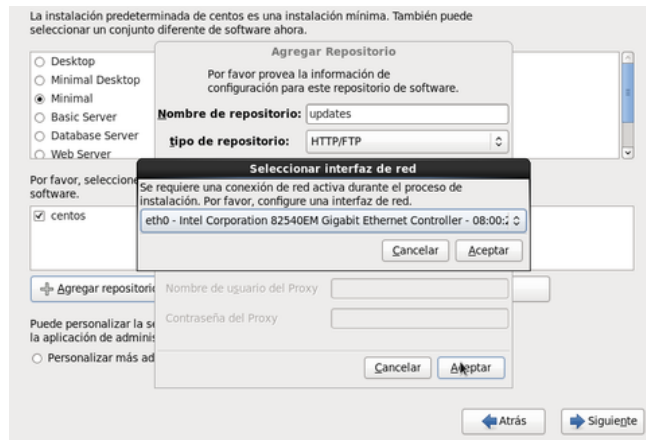 La instalación predeterminada de centos es una instalación mínima. También puede
seleccionar un conjunto diferente de software ahora.
Desktop
Minimal Desktop
Minimal
Basic Server
Database Server
Web Server
Agregar Repositorio
Por favor provea la información de
configuración para este repositorio de software.
Nombre de repositorio: updates
tipo de repositorio: HTTP/FTP
Seleccionar interfaz de red
Se requiere una conexión de red activa durante el proceso de
instalación. Por favor, configure una interfaz de red.
eth0 - Intel Corporation 82540EM Gigabit Ethernet Controller - 08:00:2
Cancelar Aceptar
Por favor, seleccione
software.
centos
Agregar repositorio
Nombre de usuario del Proxy
Contraseña del Proxy
Puede personalizar la se
la aplicación de adminis
Personalizar más ad
Cancelar Aceptar
Atrás Siguiente